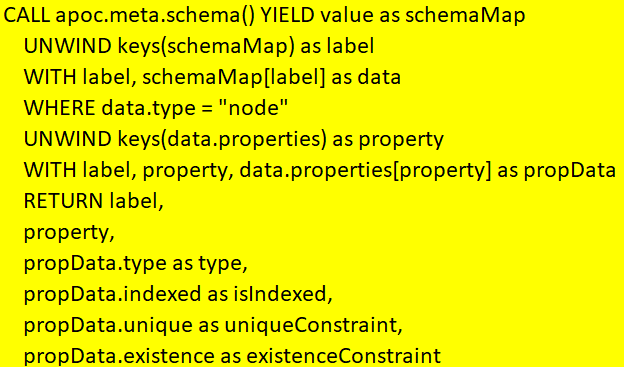 CALL apoc.meta.schema() YIELD value as schemaMap
UNWIND keys(schemaMap) as label
WITH label, schemaMap[label] as data
WHERE data.type = "node"
UNWIND keys(data.properties) as property
WITH label, property, data.properties[property] as propData
RETURN label,
property,
propData.type as type,
propData.indexed as isIndexed,
propData.unique as uniqueConstraint,
propData.existence as existenceConstraint